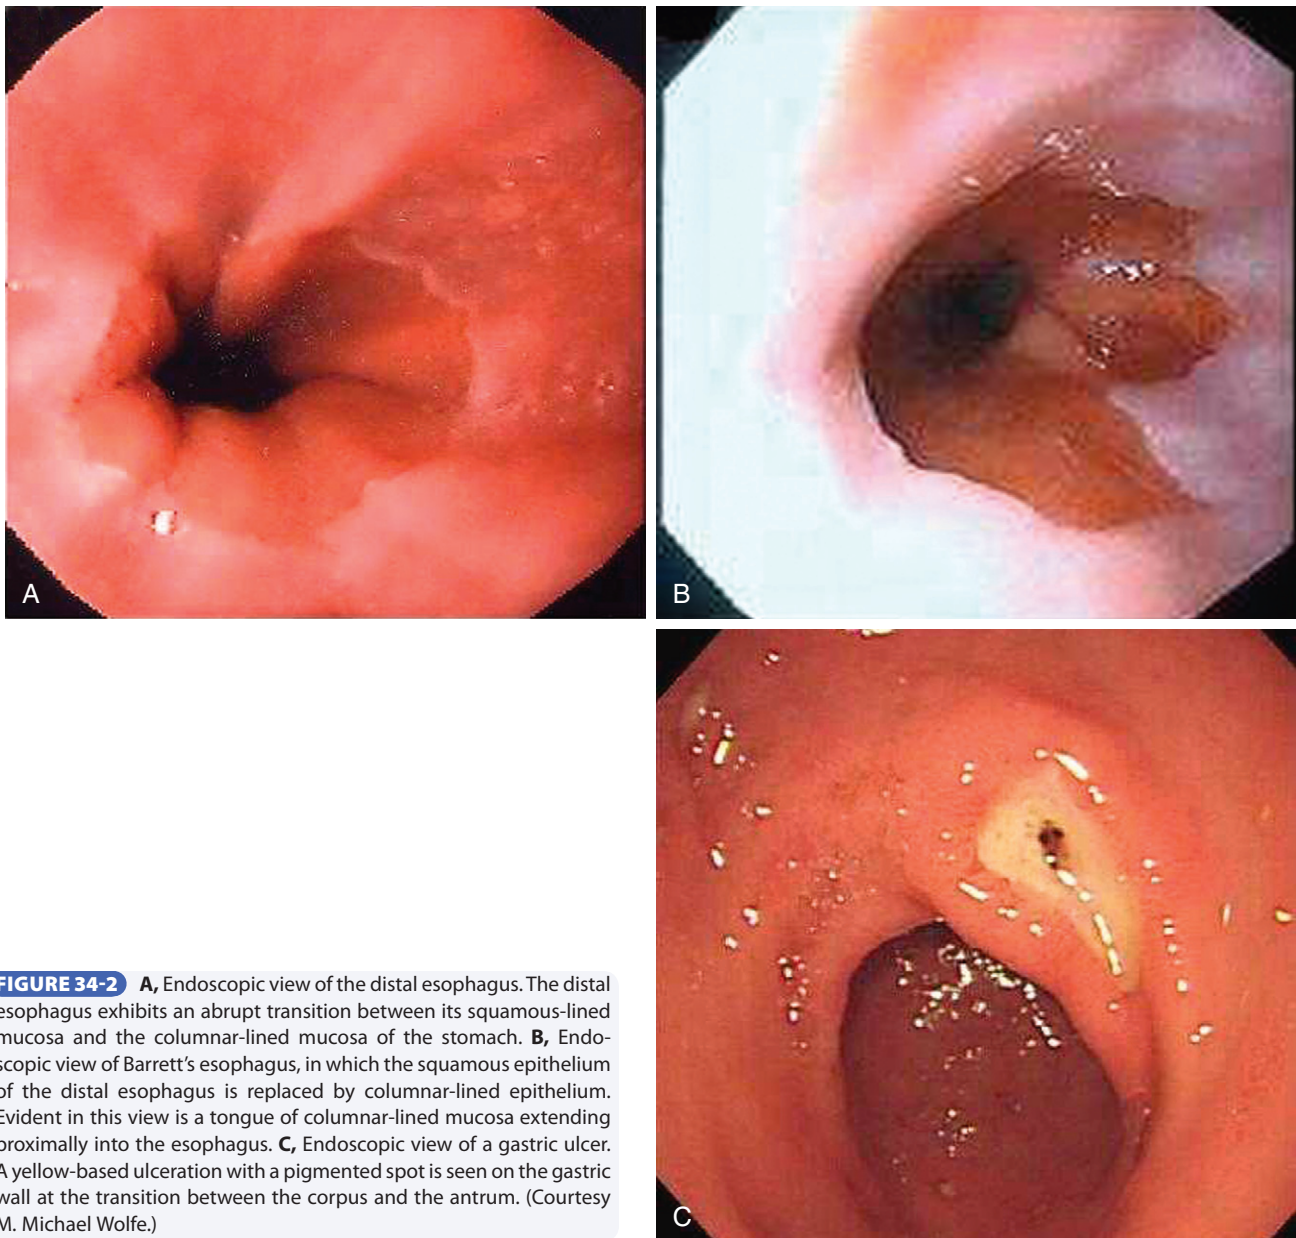 A
B
C
FIGURE 34-2 A, Endoscopic view of the distal esophagus. The distal
esophagus exhibits an abrupt transition between its squamous-lined
mucosa and the columnar-lined mucosa of the stomach. B, Endo-
scopic view of Barrett's esophagus, in which the squamous epithelium
of the distal esophagus is replaced by columnar-lined epithelium.
Evident in this view is a tongue of columnar-lined mucosa extending
proximally into the esophagus. C, Endoscopic view of a gastric ulcer.
A yellow-based ulceration with a pigmented spot is seen on the gastric
wall at the transition between the corpus and the antrum. (Courtesy
M. Michael Wolfe.)